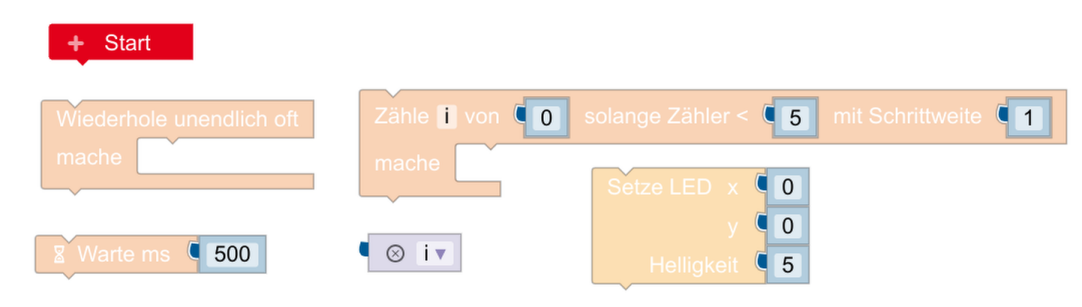 + Start
Wiederhole unendlich oft
mache
Zähle i von 0 solange Zähler < 5 mit Schrittweite 1
mache
Setze LED x 0
y 0
Helligkeit 5
Warte ms 500
i